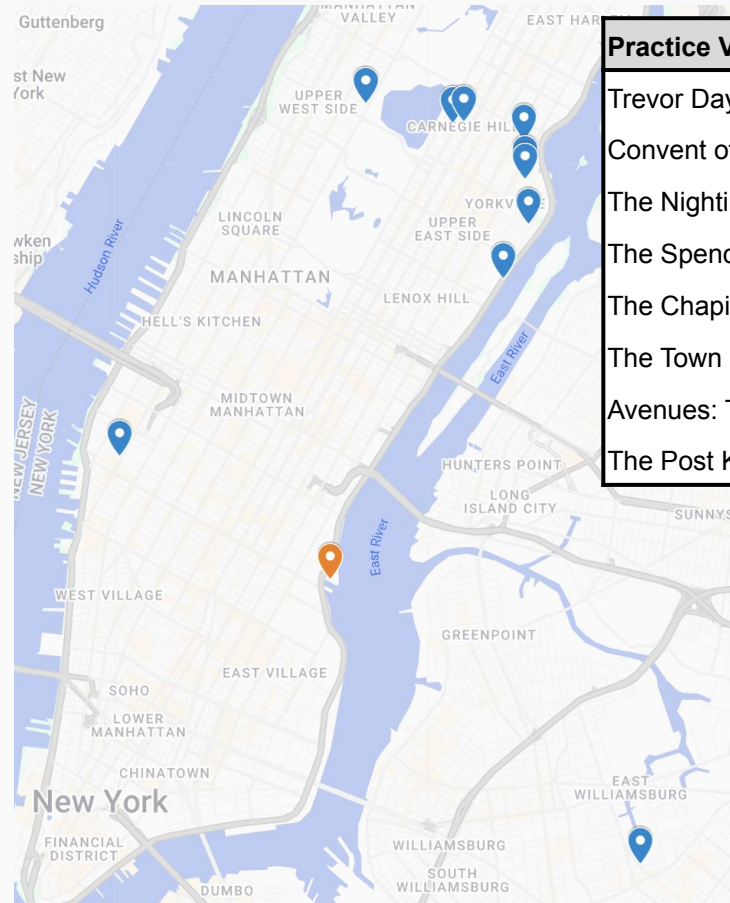 MANHATTAN
VALLEY
EAST HAR
Guttenberg
st New
York
UPPER
WEST SIDE
CARNEGIE HILL
YORKV
LINCOLN
SQUARE
UPPER
EAST SIDE
wken
ship
Hudson River
MANHATTAN
LENOX HILL
HELL'S KITCHEN
East River
MIDTOWN
MANHATTAN
NEW JERSEY
NEW YORK
HUNTERS POINT
LONG
ISLAND CITY
SUNNYS
East River
WEST VILLAGE
GREENPOINT
EAST VILLAGE
SOHO
LOWER
MANHATTAN
CHINATOWN
New York
EAST
WILLIAMSBURG
FINANCIAL
DISTRICT
WILLIAMSBURG
SOUTH
WILLIAMSBURG
DUMBO
Practice V
Trevor Day
Convent of
The Nighti
The Spenc
The Chapi
The Town
Avenues: T
The Post K